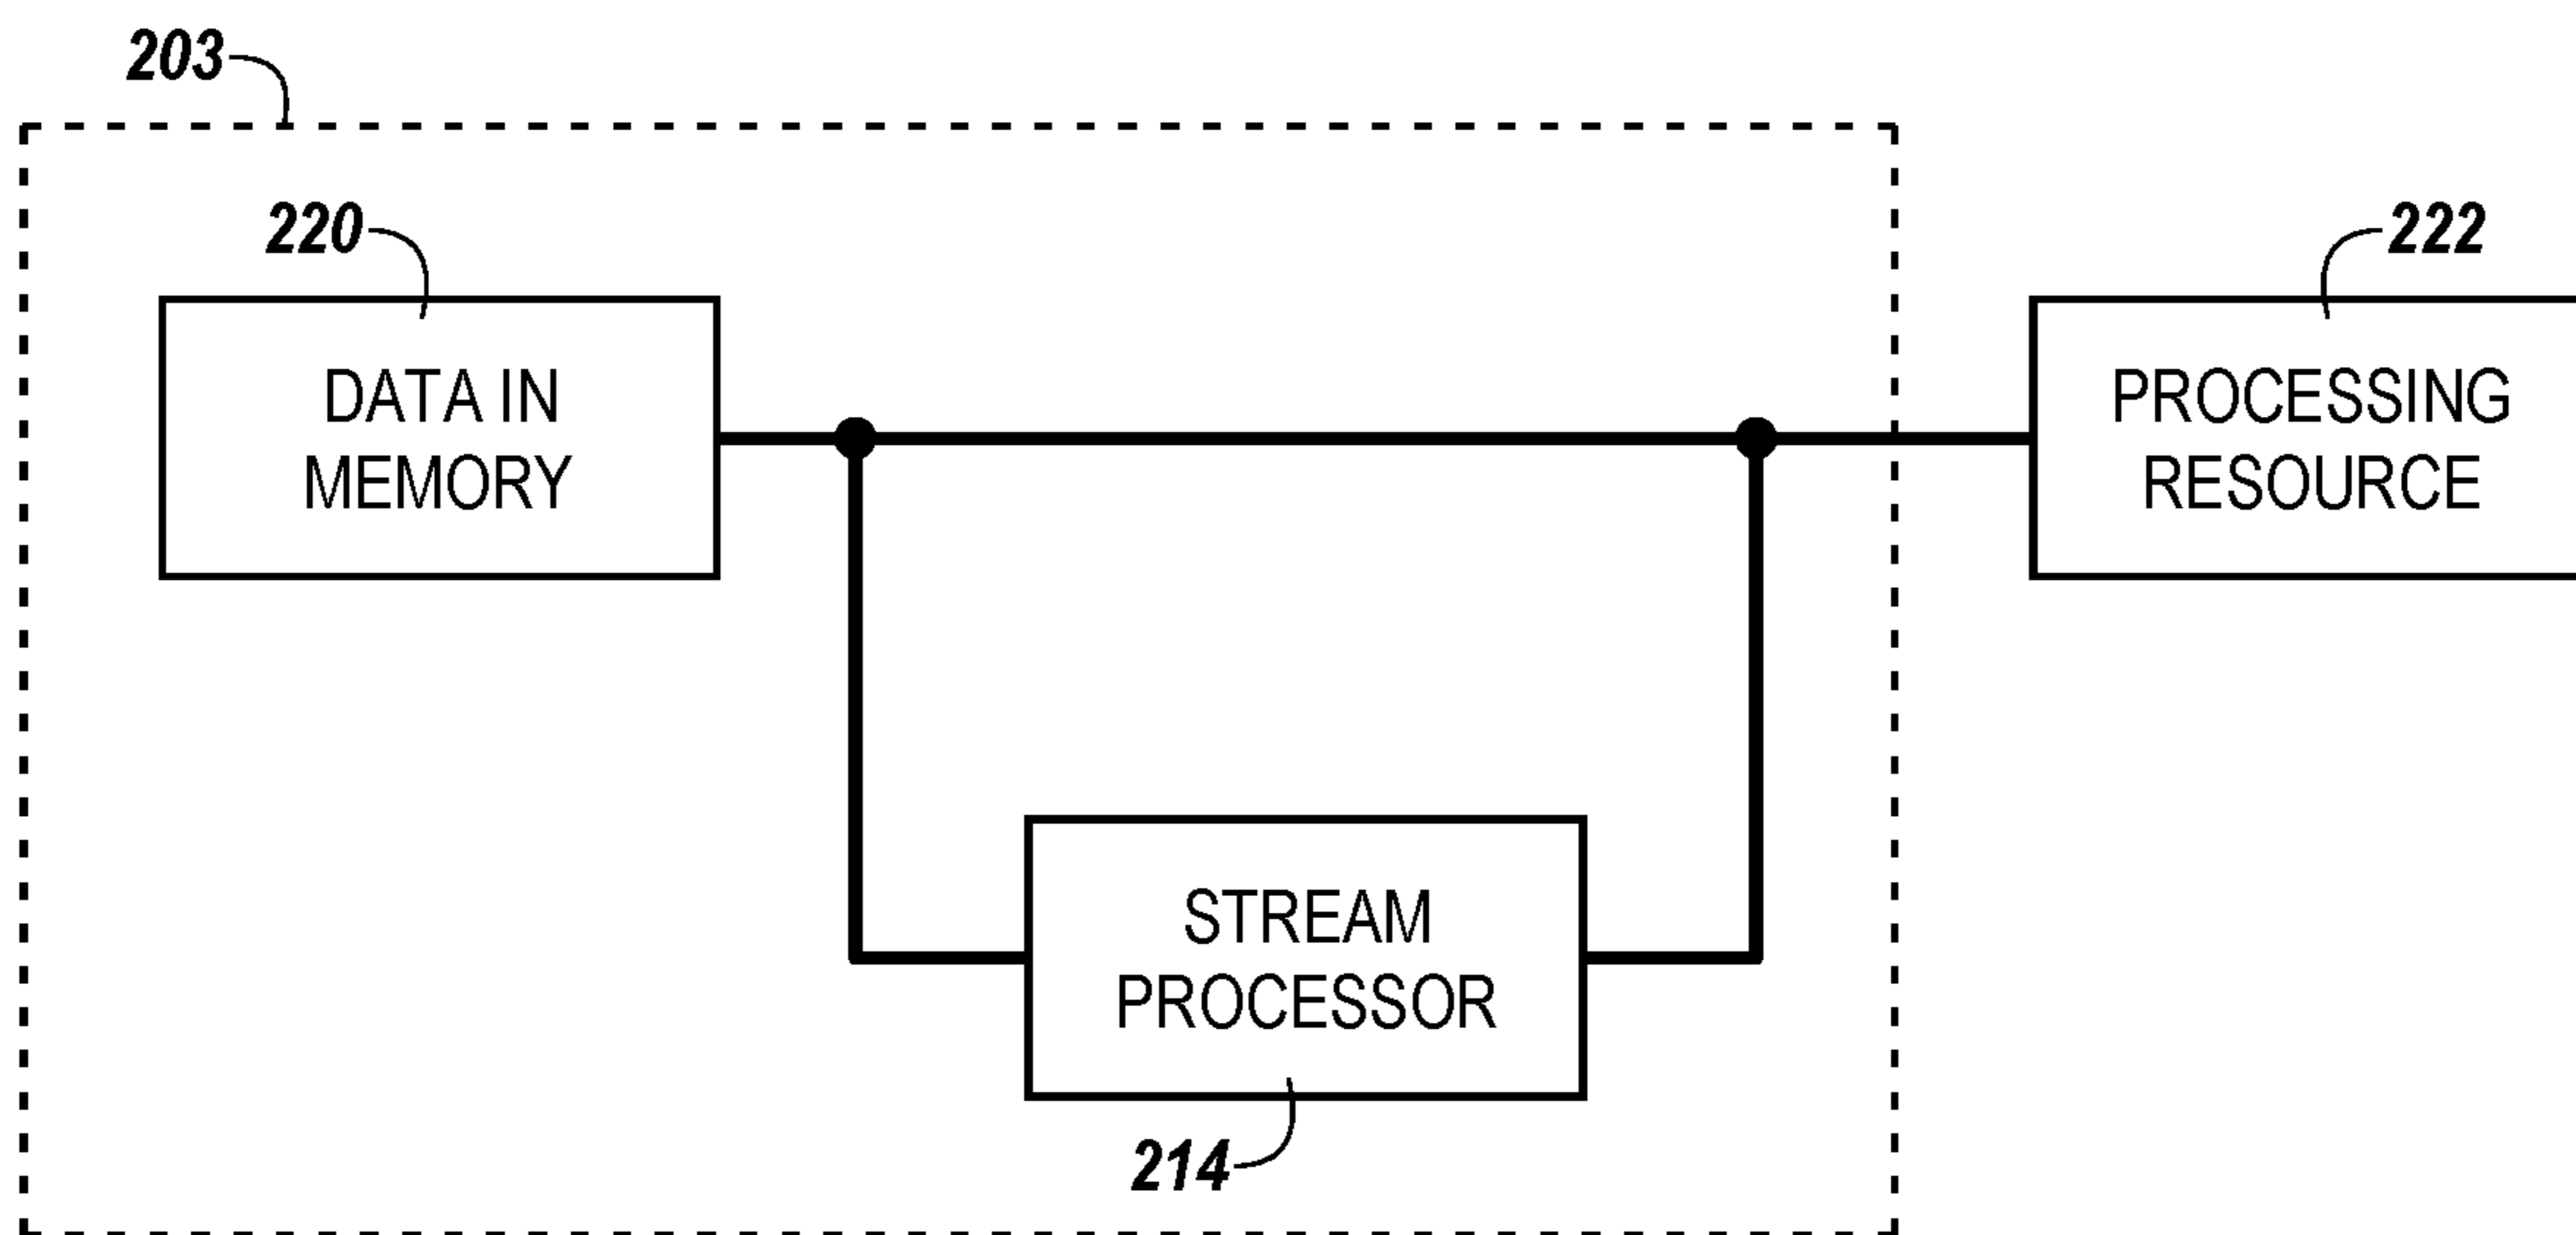 203
220
222
DATA IN
MEMORY
PROCESSING
RESOURCE
STREAM
PROCESSOR
214